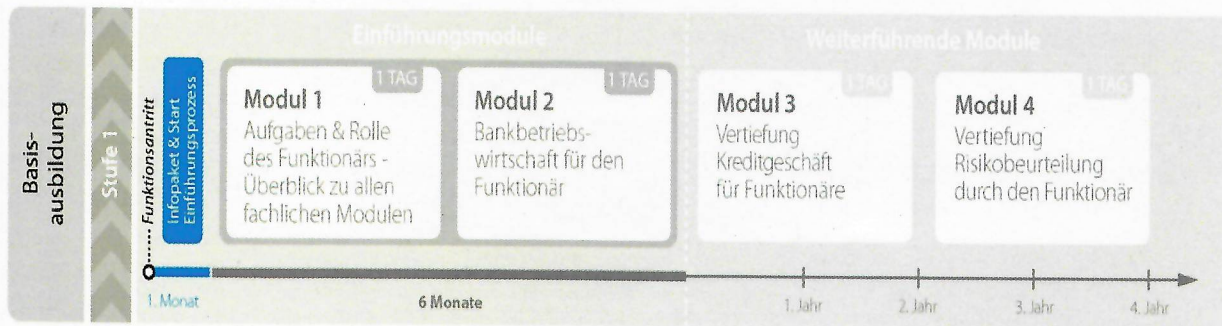 Basis-
ausbildung
Stufe 1
Funktionsantritt
Infopaket & Start
Einführungsprozess
Einführungsmodule
1 TAG
Modul 1
Aufgaben & Rolle
des Funktionärs -
Überblick zu allen
fachlichen Modulen
1 TAG
Modul 2
Bankbetriebs-
wirtschaft für den
Funktionär
Weiterführende Module
1 TAG
Modul 3
Vertiefung
Kreditgeschäft
für Funktionäre
1 TAG
Modul 4
Vertiefung
Risikobeurteilung
durch den Funktionär
1. Monat
6 Monate
1. Jahr
2. Jahr
3. Jahr
4. Jahr